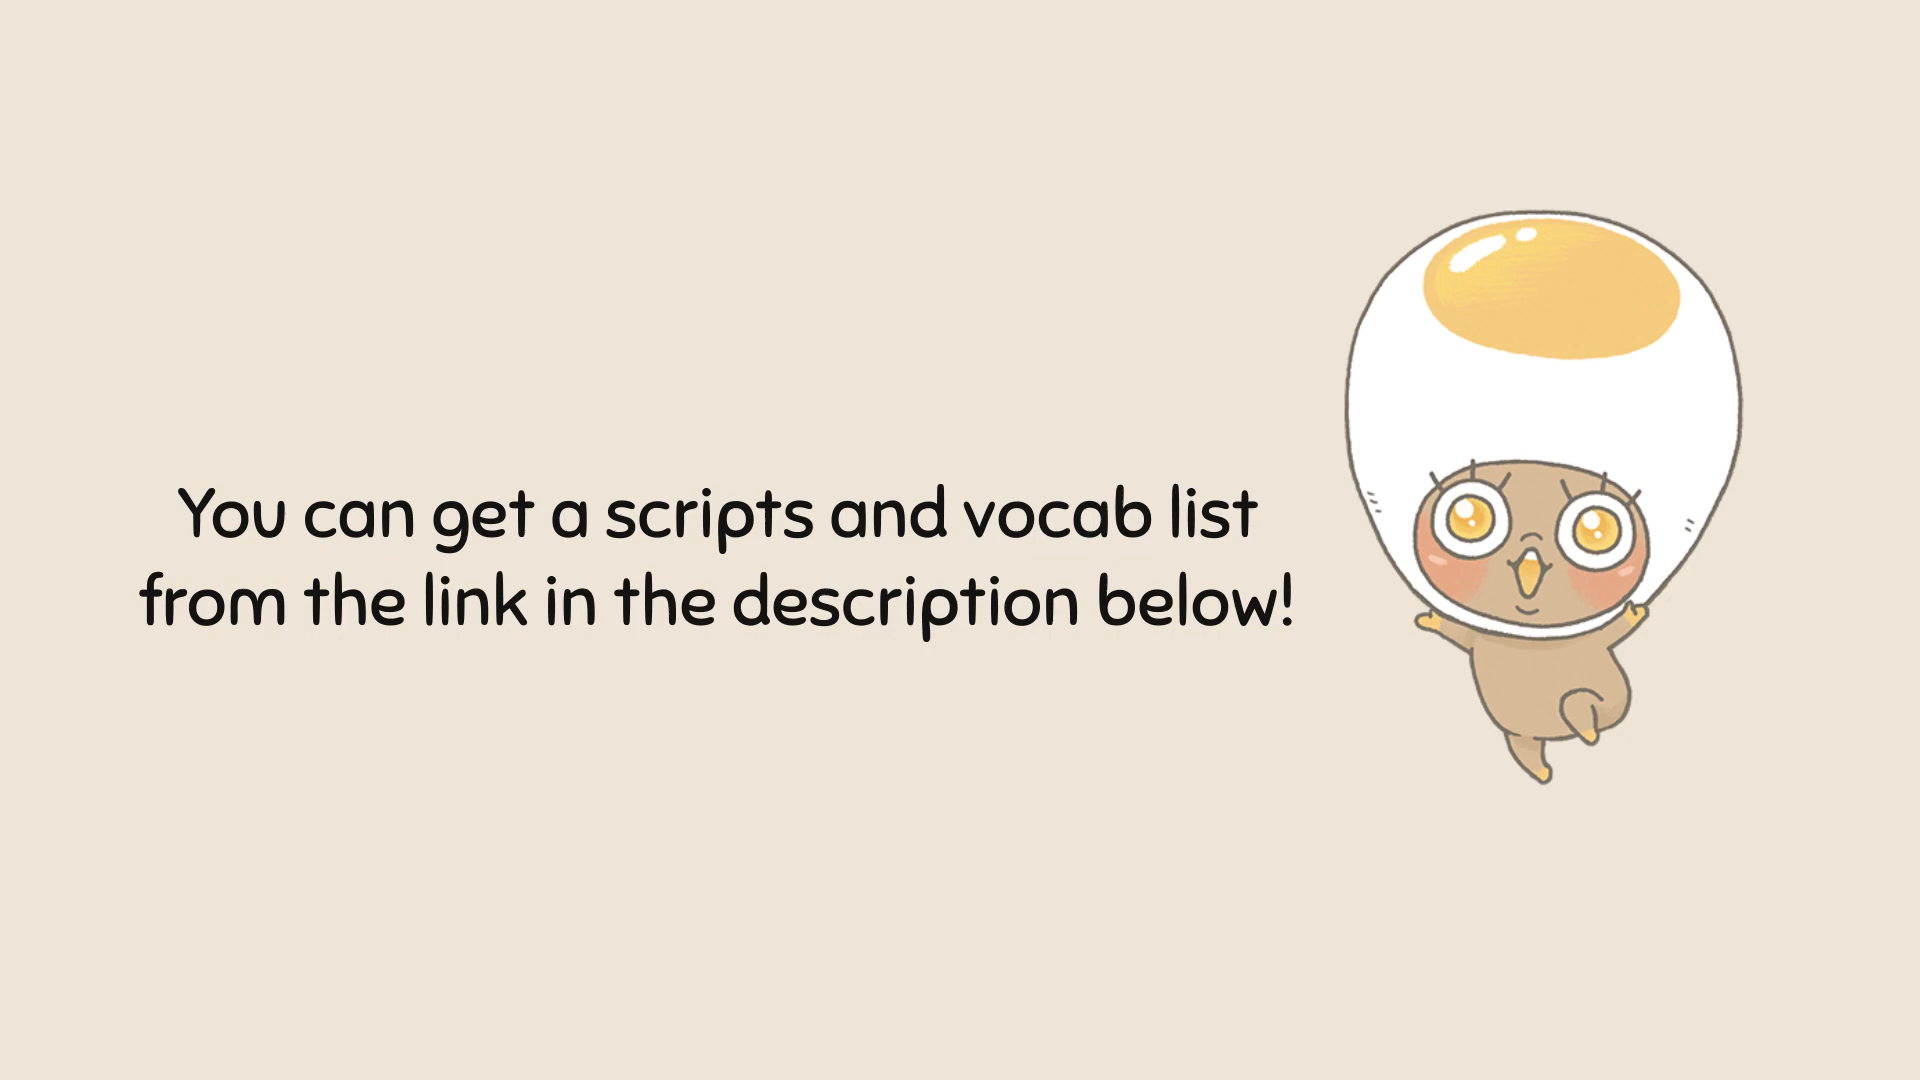 You can get a scripts and vocab list
from the link in the description below!